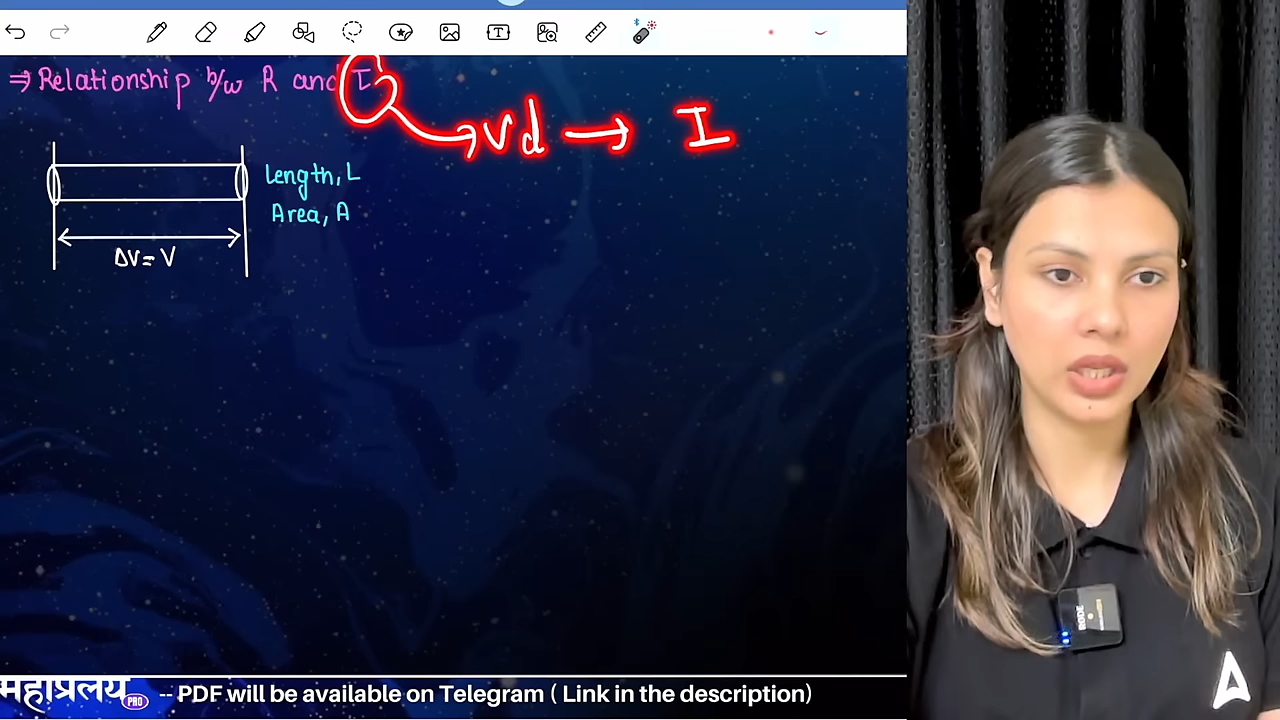 ⇒ Relationship b/w R and I
Vd → I
Length, L
Area, A
ΔV = V
महाप्रलय PRO -- PDF will be available on Telegram ( Link in the description)
RODE